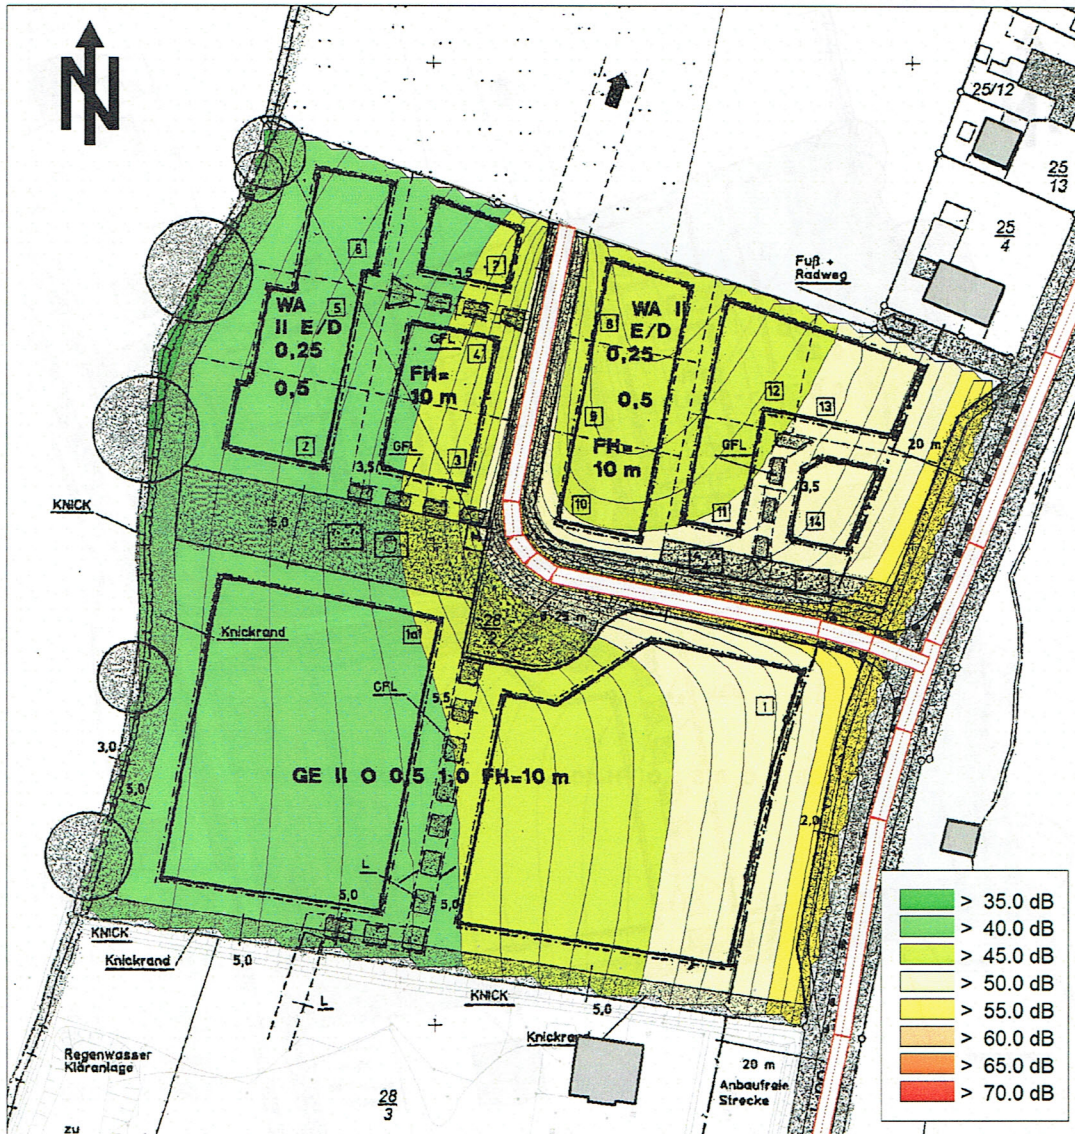 N
25/12
25
13
25
4
Fuß +
Radweg
6
7
3,5
5
WA
II E/D
0,25
0,5
8
WA II
E/D
0,25
0,5
GFL
4
FH=
10 m
12
13
9
FH=
10 m
GFL
20 m
2
GFL
3,5
3
3,5
KNICK
10
11
14
15,0
28
2
Knickrand
1a
GFL
5,5
1
3,0
GE II O 0,5 1,0 FH=10 m
5,0
2,0
L
5,0
5,0
> 35.0 dB
> 40.0 dB
> 45.0 dB
> 50.0 dB
> 55.0 dB
> 60.0 dB
> 65.0 dB
> 70.0 dB
KNICK
Knickrand
5,0
L
KNICK
5,0
Knickrand
Regenwasser
Kläranlage
20 m
Anbaufreie
Strecke
28
3
zu